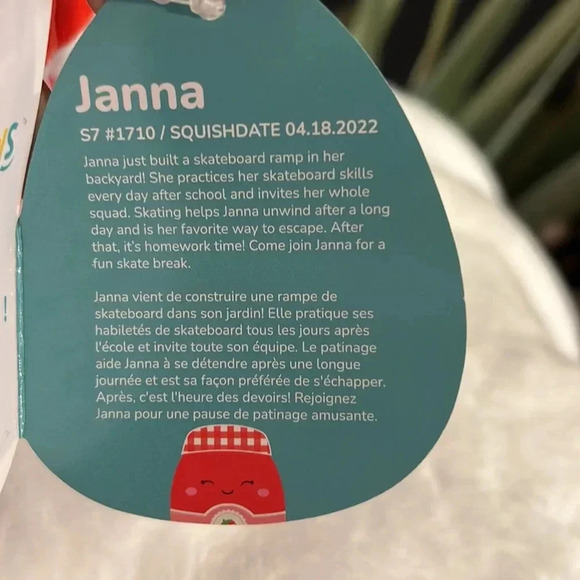 Janna
S7 #1710 / SQUISHDATE 04.18.2022
Janna just built a skateboard ramp in her
backyard! She practices her skateboard skills
every day after school and invites her whole
squad. Skating helps Janna unwind after a long
day and is her favorite way to escape. After
that, it's homework time! Come join Janna for a
fun skate break.
Janna vient de construire une rampe de
skateboard dans son jardin! Elle pratique ses
habiletés de skateboard tous les jours après
l'école et invite toute son équipe. Le patinage
aide Janna à se détendre après une longue
journée et est sa façon préférée de s'échapper.
Après, c'est l'heure des devoirs! Rejoignez
Janna pour une pause de patinage amusante.